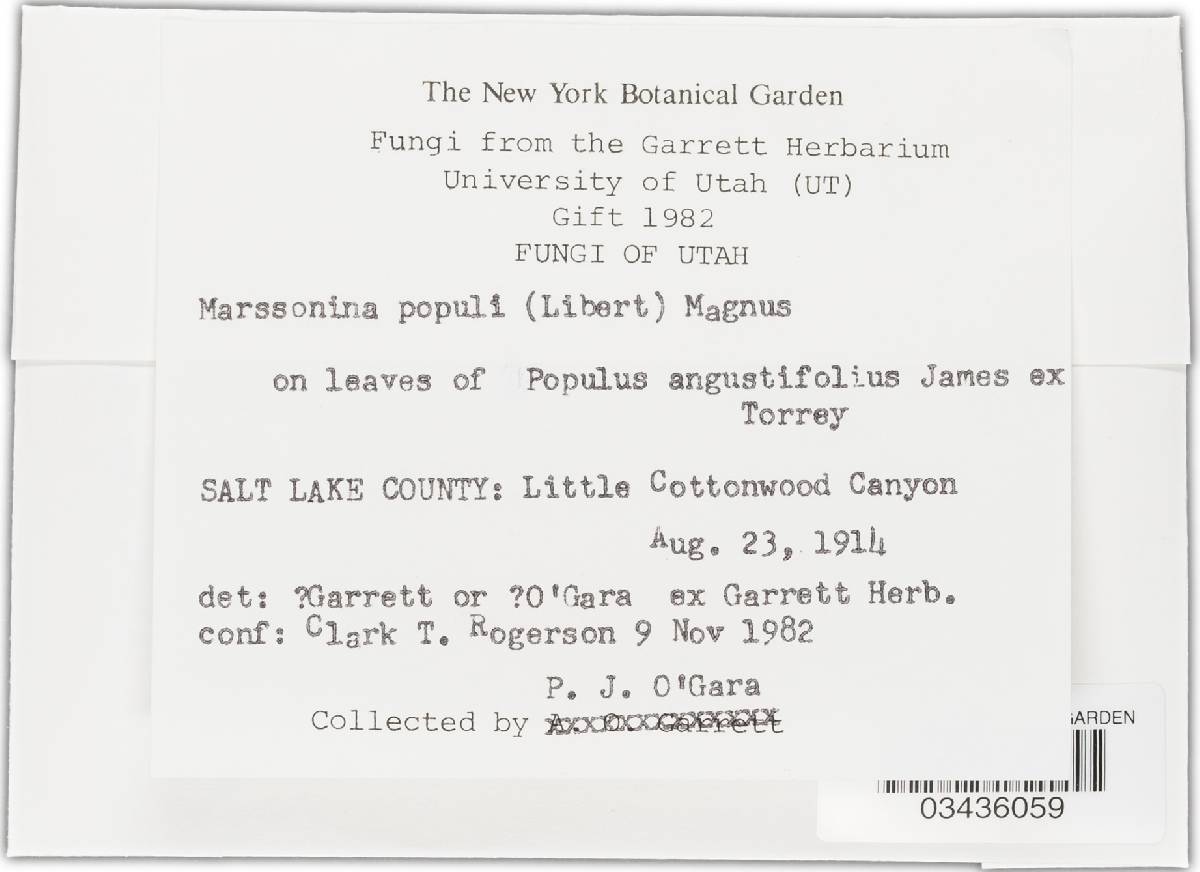 The New York Botanical Garden
Fungi from the Garrett Herbarium
University of Utah (UT)
Gift 1982
FUNGI OF UTAH
Marssonina populi (Libert) Magnus
on leaves of Populus angustifolius James ex
Torrey
SALT LAKE COUNTY: Little Cottonwood Canyon
Aug. 23, 1914
det: ?Garrett or ?O'Gara ex Garrett Herb.
conf: Clark T. Rogerson 9 Nov 1982
P. J. O'Gara
Collected by A. O. Garrett
GARDEN
03436059